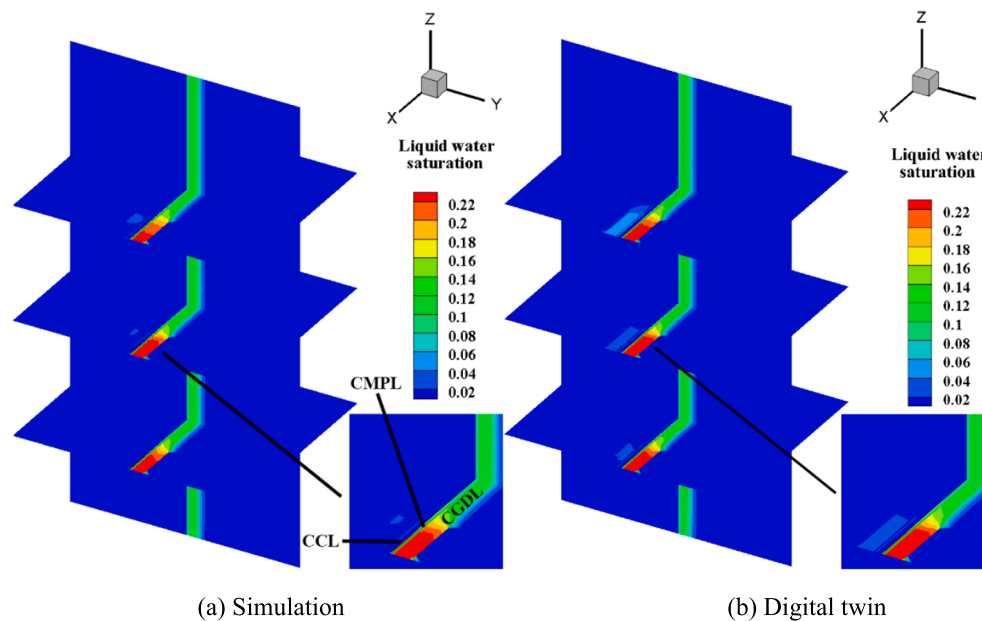 Z
X
Y
Liquid water
saturation
0.22
0.2
0.18
0.16
0.14
0.12
0.1
0.08
0.06
0.04
0.02
CMPL
CGDL
CCL
(a) Simulation
Z
X
Liquid water
saturation
0.22
0.2
0.18
0.16
0.14
0.12
0.1
0.08
0.06
0.04
0.02
(b) Digital twin